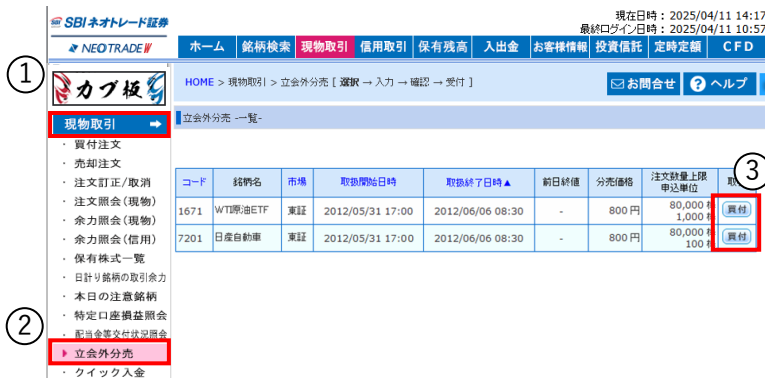 SBI ネオトレード証券
現在日時：2025/04/11 14:17
最終ログイン日時：2025/04/11 10:57
NEOTRADE W
ホーム 銘柄検索 現物取引 信用取引 保有残高 入出金 お客様情報 投資信託 定時定額 CFD
①
カブ板
HOME > 現物取引 > 立会外分売 [ 選択 → 入力 → 確認 → 受付 ]
お問合せ ? ヘルプ
現物取引
立会外分売 -一覧-
・ 買付注文
・ 売却注文
・ 注文訂正/取消
・ 注文照会(現物)
・ 余力照会(現物)
・ 余力照会(信用)
・ 保有株式一覧
・ 日計り銘柄の取引余力
・ 本日の注意銘柄
・ 特定口座損益照会
・ 配当金等交付状況照会
②
立会外分売
・ クイック入金
③
コード 銘柄名 市場 取扱開始日時 取扱終了日時▲ 前日終値 分売価格 注文数量上限 取
申込単位
1671 WTI原油ETF 東証 2012/05/31 17:00 2012/06/06 08:30 - 800 円 80,000 買付
1,000
7201 日産自動車 東証 2012/05/31 17:00 2012/06/06 08:30 - 800 円 80,000 買付
100